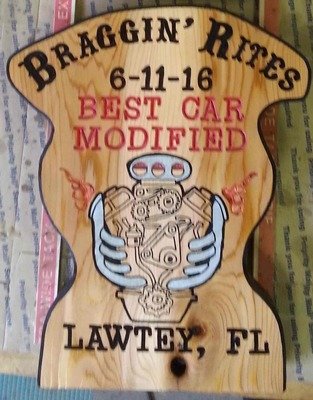 BRAGGIN' RITES
6-11-16
BEST CAR
MODIFIED
LAWTEY, FL